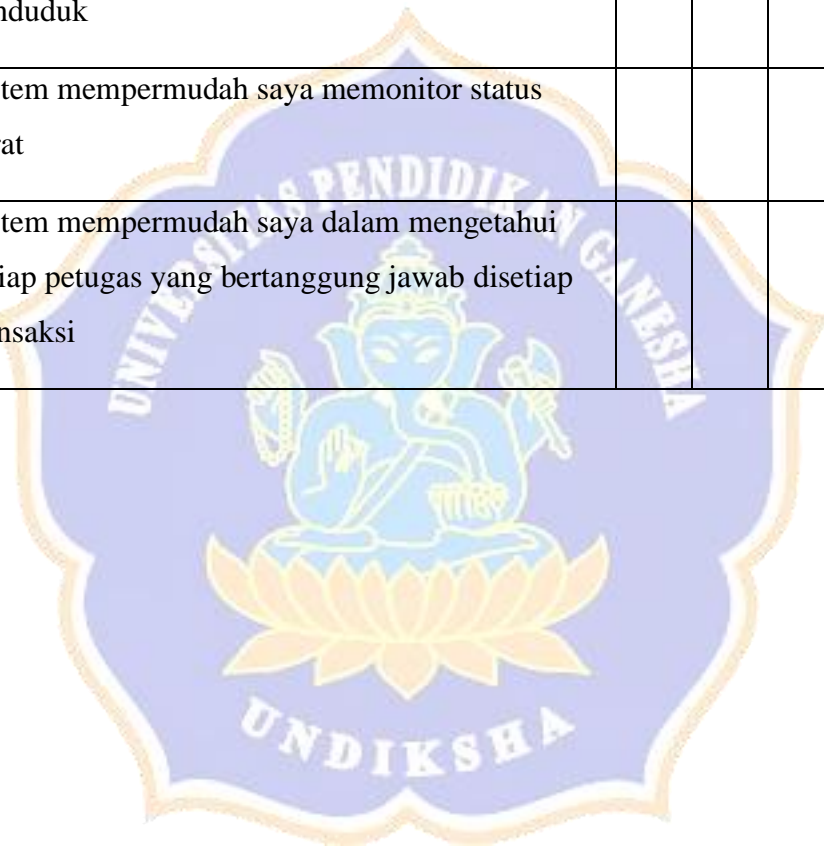 nduduk
tem mempermudah saya memonitor status
rat
tem mempermudah saya dalam mengetahui
iap petugas yang bertanggung jawab disetiap
nsaksi
UNIVERSITAS PENDIDIKAN GANESHA
UNDIKSHA